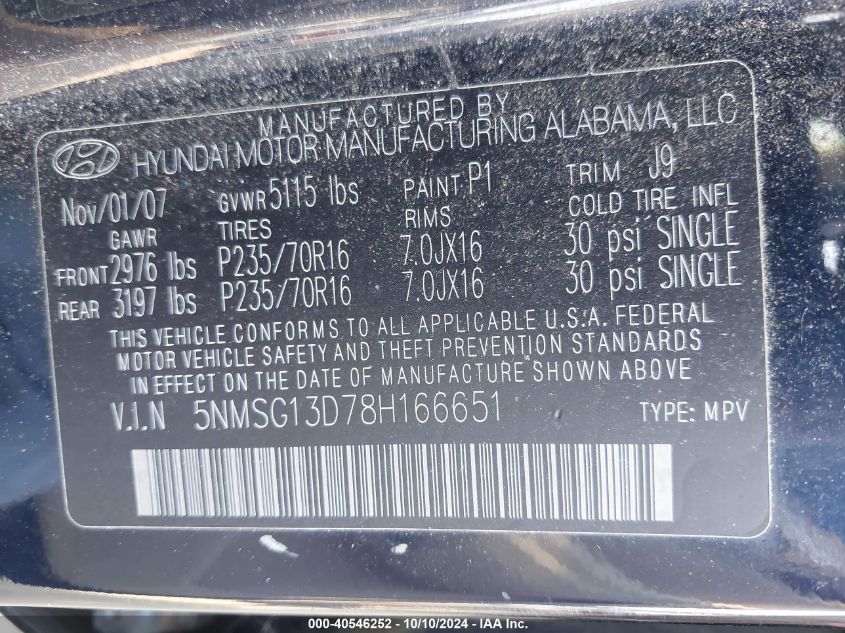 MANUFACTURED BY
HYUNDAI MOTOR MANUFACTURING ALABAMA, LLC
Nov/01/07 GVWR 5115 lbs PAINT P1 TRIM J9
GAWR TIRES RIMS COLD TIRE INFL
FRONT 2976 lbs P235/70R16 7.0JX16 30 psi SINGLE
REAR 3197 lbs P235/70R16 7.0JX16 30 psi SINGLE
THIS VEHICLE CONFORMS TO ALL APPLICABLE U.S.A. FEDERAL
MOTOR VEHICLE SAFETY AND THEFT PREVENTION STANDARDS
IN EFFECT ON THE DATE OF MANUFACTURE SHOWN ABOVE.
V.I.N 5NMSG13D78H166651 TYPE: MPV
000-40546252 - 10/10/2024 - IAA Inc.